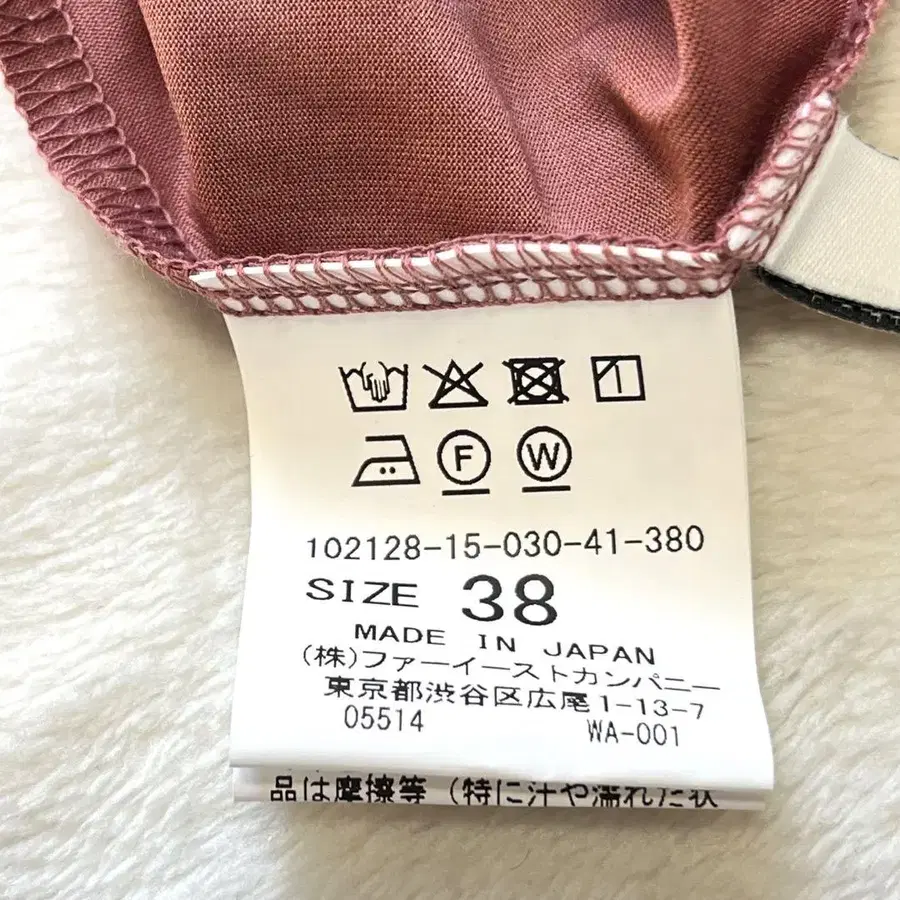 F W
102128-15-030-41-380
SIZE 38
MADE IN JAPAN
(株)ファーイーストカンパニー
東京都渋谷区広尾1-13-7
05514 WA-001
品は摩擦等(特に汗や濡れた状